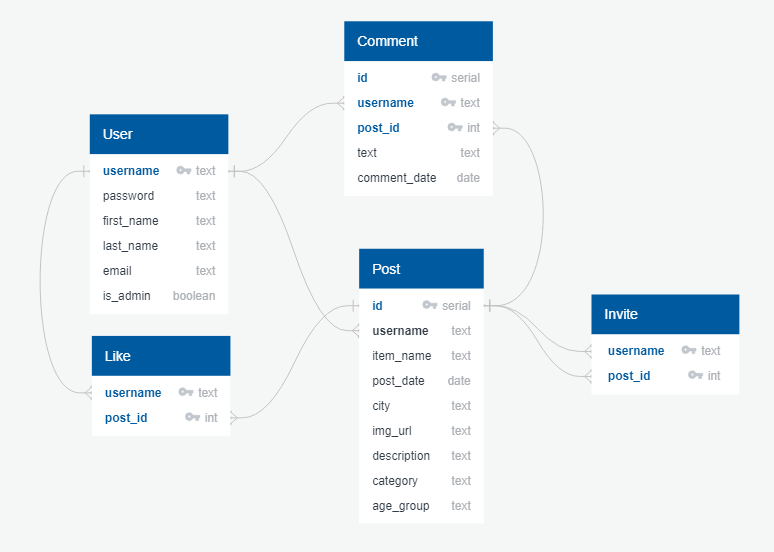 Comment
id serial
username text
post_id int
text text
comment_date date
User
username text
password text
first_name text
last_name text
email text
is_admin boolean
Post
id serial
username text
item_name text
post_date date
city text
img_url text
description text
category text
age_group text
Invite
username text
post_id int
Like
username text
post_id int